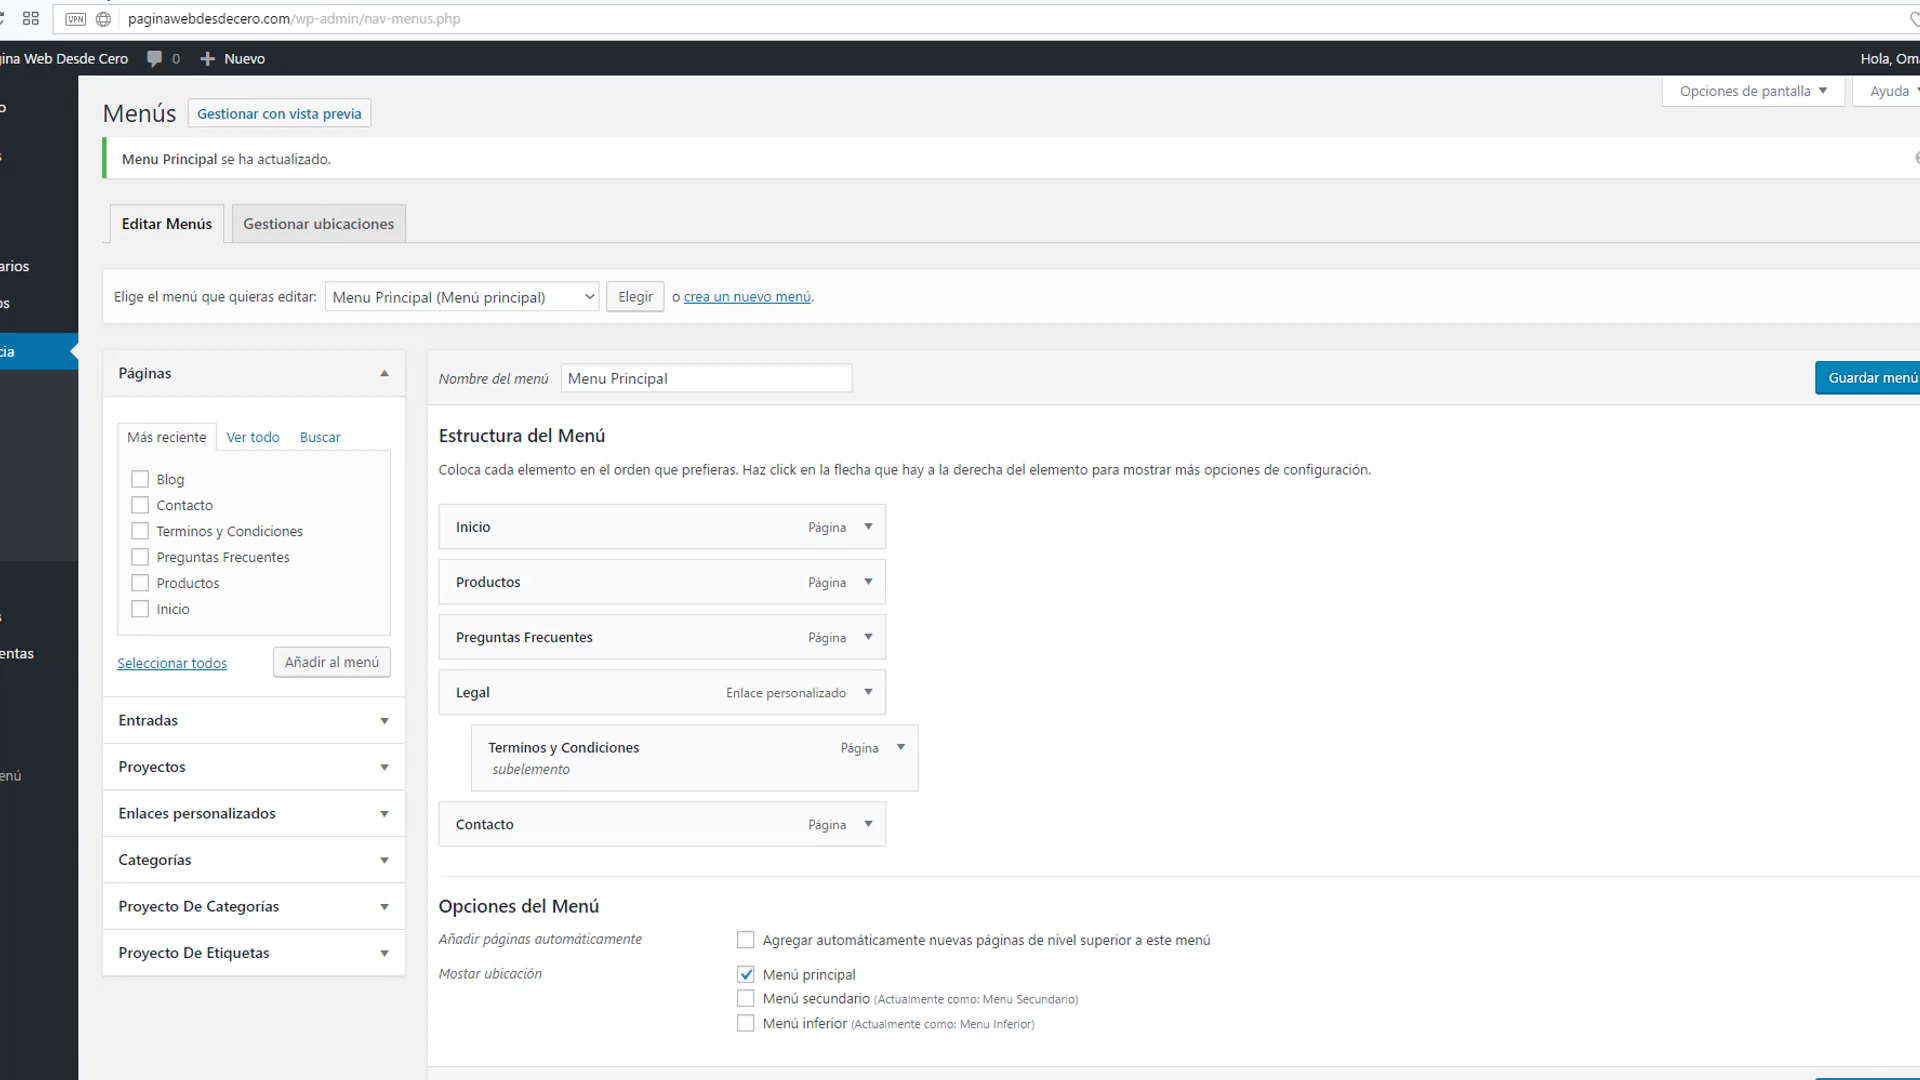 VPN paginawebdesdecero.com/wp-admin/nav-menus.php
Web Desde Cero 0 Nuevo Hola,
Opciones de pantalla Ayuda
Menús Gestionar con vista previa
Menu Principal se ha actualizado.
Editar Menús Gestionar ubicaciones
Elige el menú que quieras editar: Menu Principal (Menú principal) Elegir o crea un nuevo menú.
Páginas
Nombre del menú Menu Principal Guardar menú
Más reciente Ver todo Buscar
Blog
Contacto
Terminos y Condiciones
Preguntas Frecuentes
Productos
Inicio
Seleccionar todos Añadir al menú
Entradas
Proyectos
Enlaces personalizados
Categorías
Proyecto De Categorías
Proyecto De Etiquetas
Estructura del Menú
Coloca cada elemento en el orden que prefieras. Haz click en la flecha que hay a la derecha del elemento para mostrar más opciones de configuración.
Inicio Página
Productos Página
Preguntas Frecuentes Página
Legal Enlace personalizado
Terminos y Condiciones Página
subelemento
Contacto Página
Opciones del Menú
Añadir páginas automáticamente Agregar automáticamente nuevas páginas de nivel superior a este menú
Mostar ubicación Menú principal
Menú secundario (Actualmente como: Menu Secundario)
Menú inferior (Actualmente como: Menu Inferior)